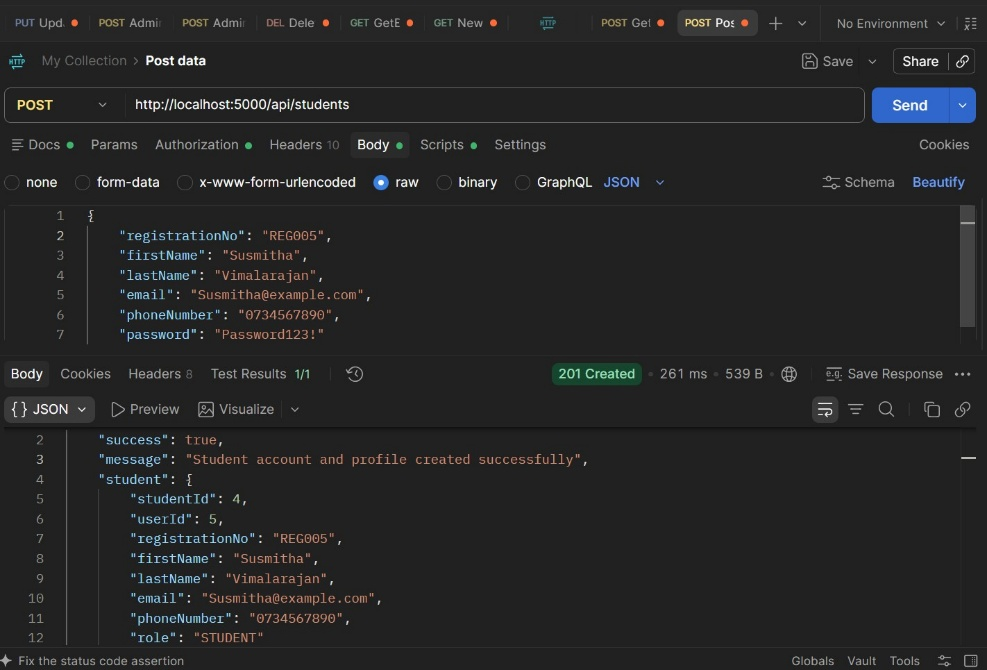 PUT Upd. POST Admi POST Admi DEL Dele GET GetE GET New HTTP POST Get POST Pos No Environment
HTTP My Collection > Post data Save Share
POST http://localhost:5000/api/students Send
Docs Params Authorization Headers 10 Body Scripts Settings Cookies
none form-data x-www-form-urlencoded raw binary GraphQL JSON Schema Beautify
1 {
2 "registrationNo": "REG005",
3 "firstName": "Susmitha",
4 "lastName": "Vimalarajan",
5 "email": "Susmitha@example.com",
6 "phoneNumber": "0734567890",
7 "password": "Password123!"
Body Cookies Headers 8 Test Results 1/1 201 Created 261 ms 539 B e.g. Save Response
{} JSON Preview Visualize
2 "success": true,
3 "message": "Student account and profile created successfully",
4 "student": {
5 "studentId": 4,
6 "userId": 5,
7 "registrationNo": "REG005",
8 "firstName": "Susmitha",
9 "lastName": "Vimalarajan",
10 "email": "Susmitha@example.com",
11 "phoneNumber": "0734567890",
12 "role": "STUDENT"
Fix the status code assertion Globals Vault Tools